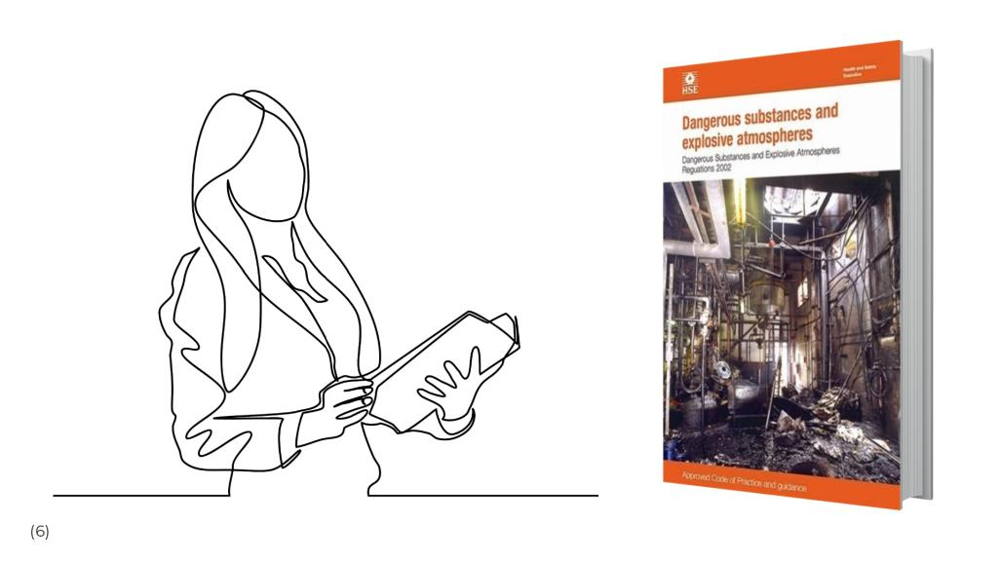 HSE
Health and Safety
Executive
Dangerous substances and
explosive atmospheres
Dangerous Substances and Explosive Atmospheres
Reguations 2002
Approved Code of Practice and guidance
(6)